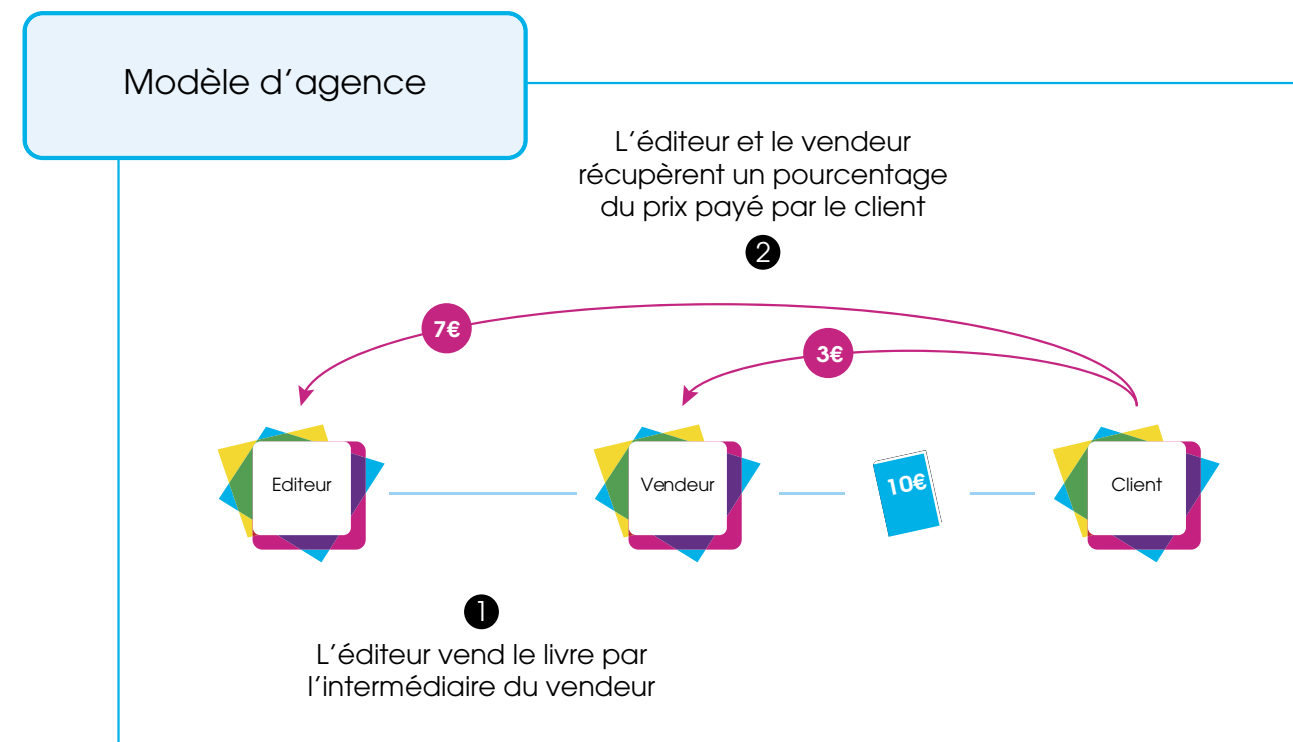 Modèle d'agence
L'éditeur et le vendeur
récupèrent un pourcentage
du prix payé par le client
2
7€
3€
Editeur
Vendeur
10€
Client
1
L'éditeur vend le livre par
l'intermédiaire du vendeur